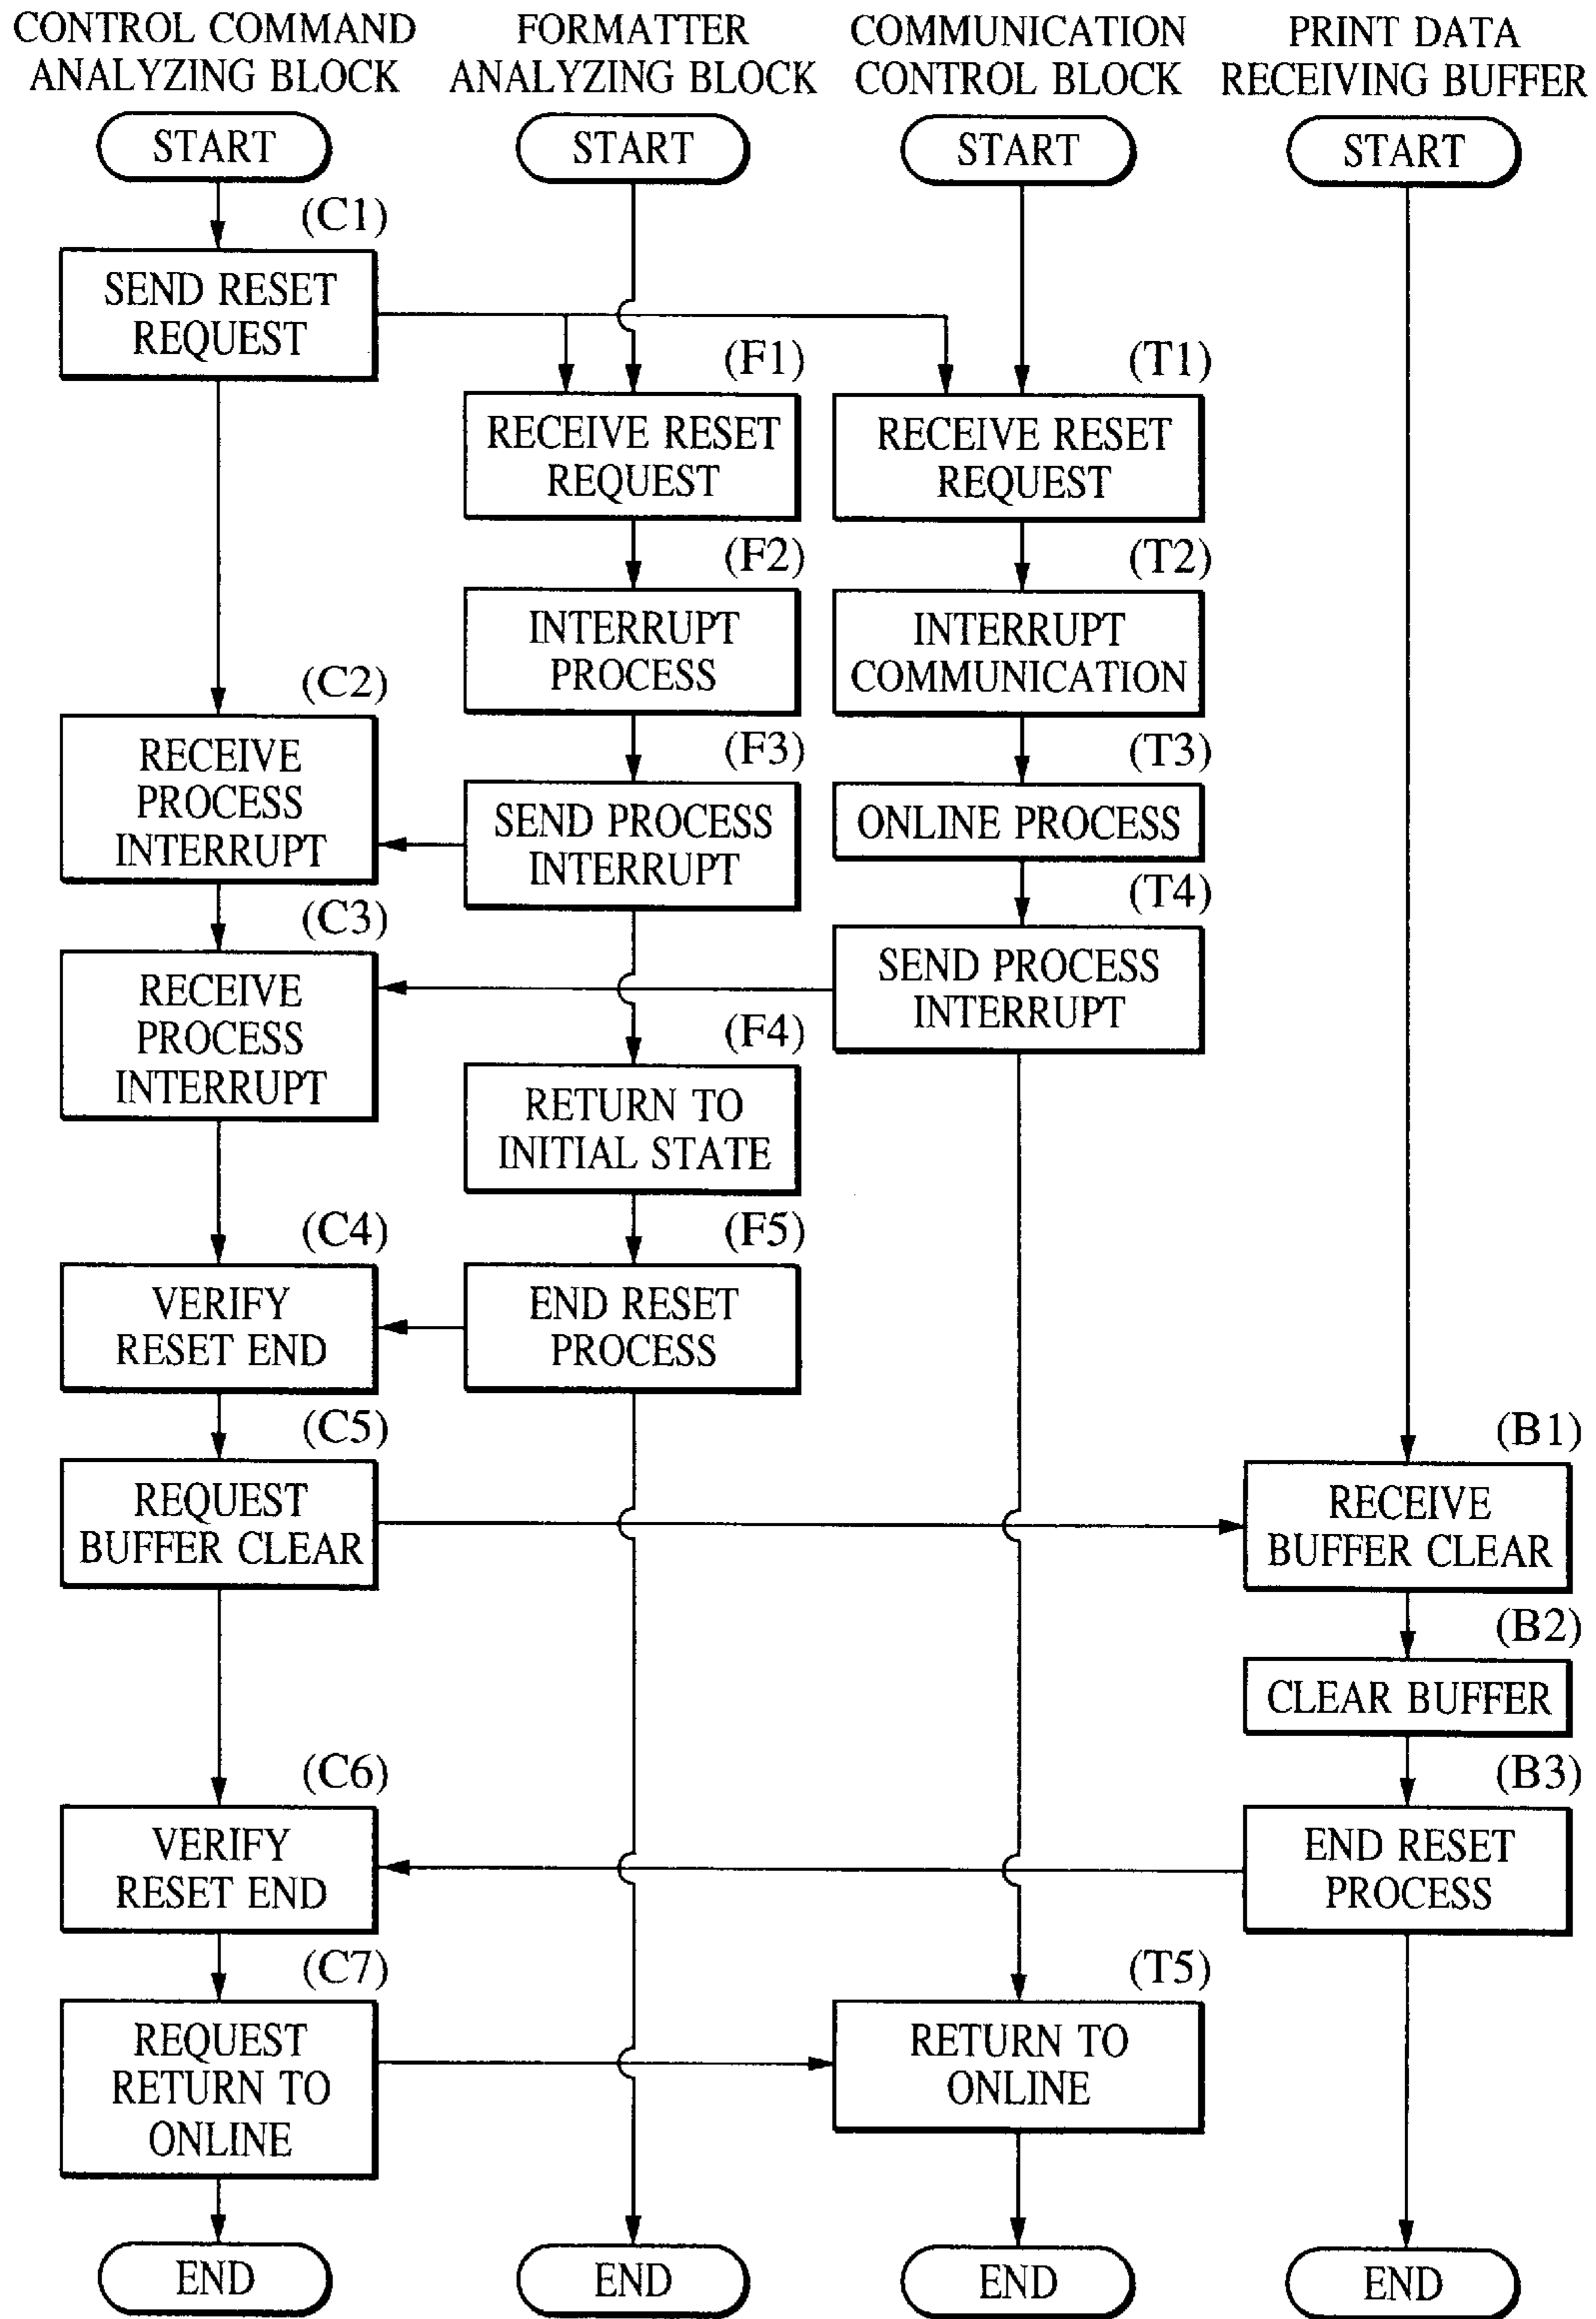 CONTROL COMMAND
ANALYZING BLOCK
FORMATTER
ANALYZING BLOCK
COMMUNICATION
CONTROL BLOCK
PRINT DATA
RECEIVING BUFFER
START
START
START
START
(C1)
SEND RESET
REQUEST
(F1)
RECEIVE RESET
REQUEST
(T1)
RECEIVE RESET
REQUEST
(F2)
INTERRUPT
PROCESS
(T2)
INTERRUPT
COMMUNICATION
(C2)
RECEIVE
PROCESS
INTERRUPT
(F3)
SEND PROCESS
INTERRUPT
(T3)
ONLINE PROCESS
(T4)
SEND PROCESS
INTERRUPT
(C3)
RECEIVE
PROCESS
INTERRUPT
(F4)
RETURN TO
INITIAL STATE
(C4)
VERIFY
RESET END
(F5)
END RESET
PROCESS
(C5)
REQUEST
BUFFER CLEAR
(B1)
RECEIVE
BUFFER CLEAR
(B2)
CLEAR BUFFER
(C6)
VERIFY
RESET END
(B3)
END RESET
PROCESS
(C7)
REQUEST
RETURN TO
ONLINE
(T5)
RETURN TO
ONLINE
END
END
END
END